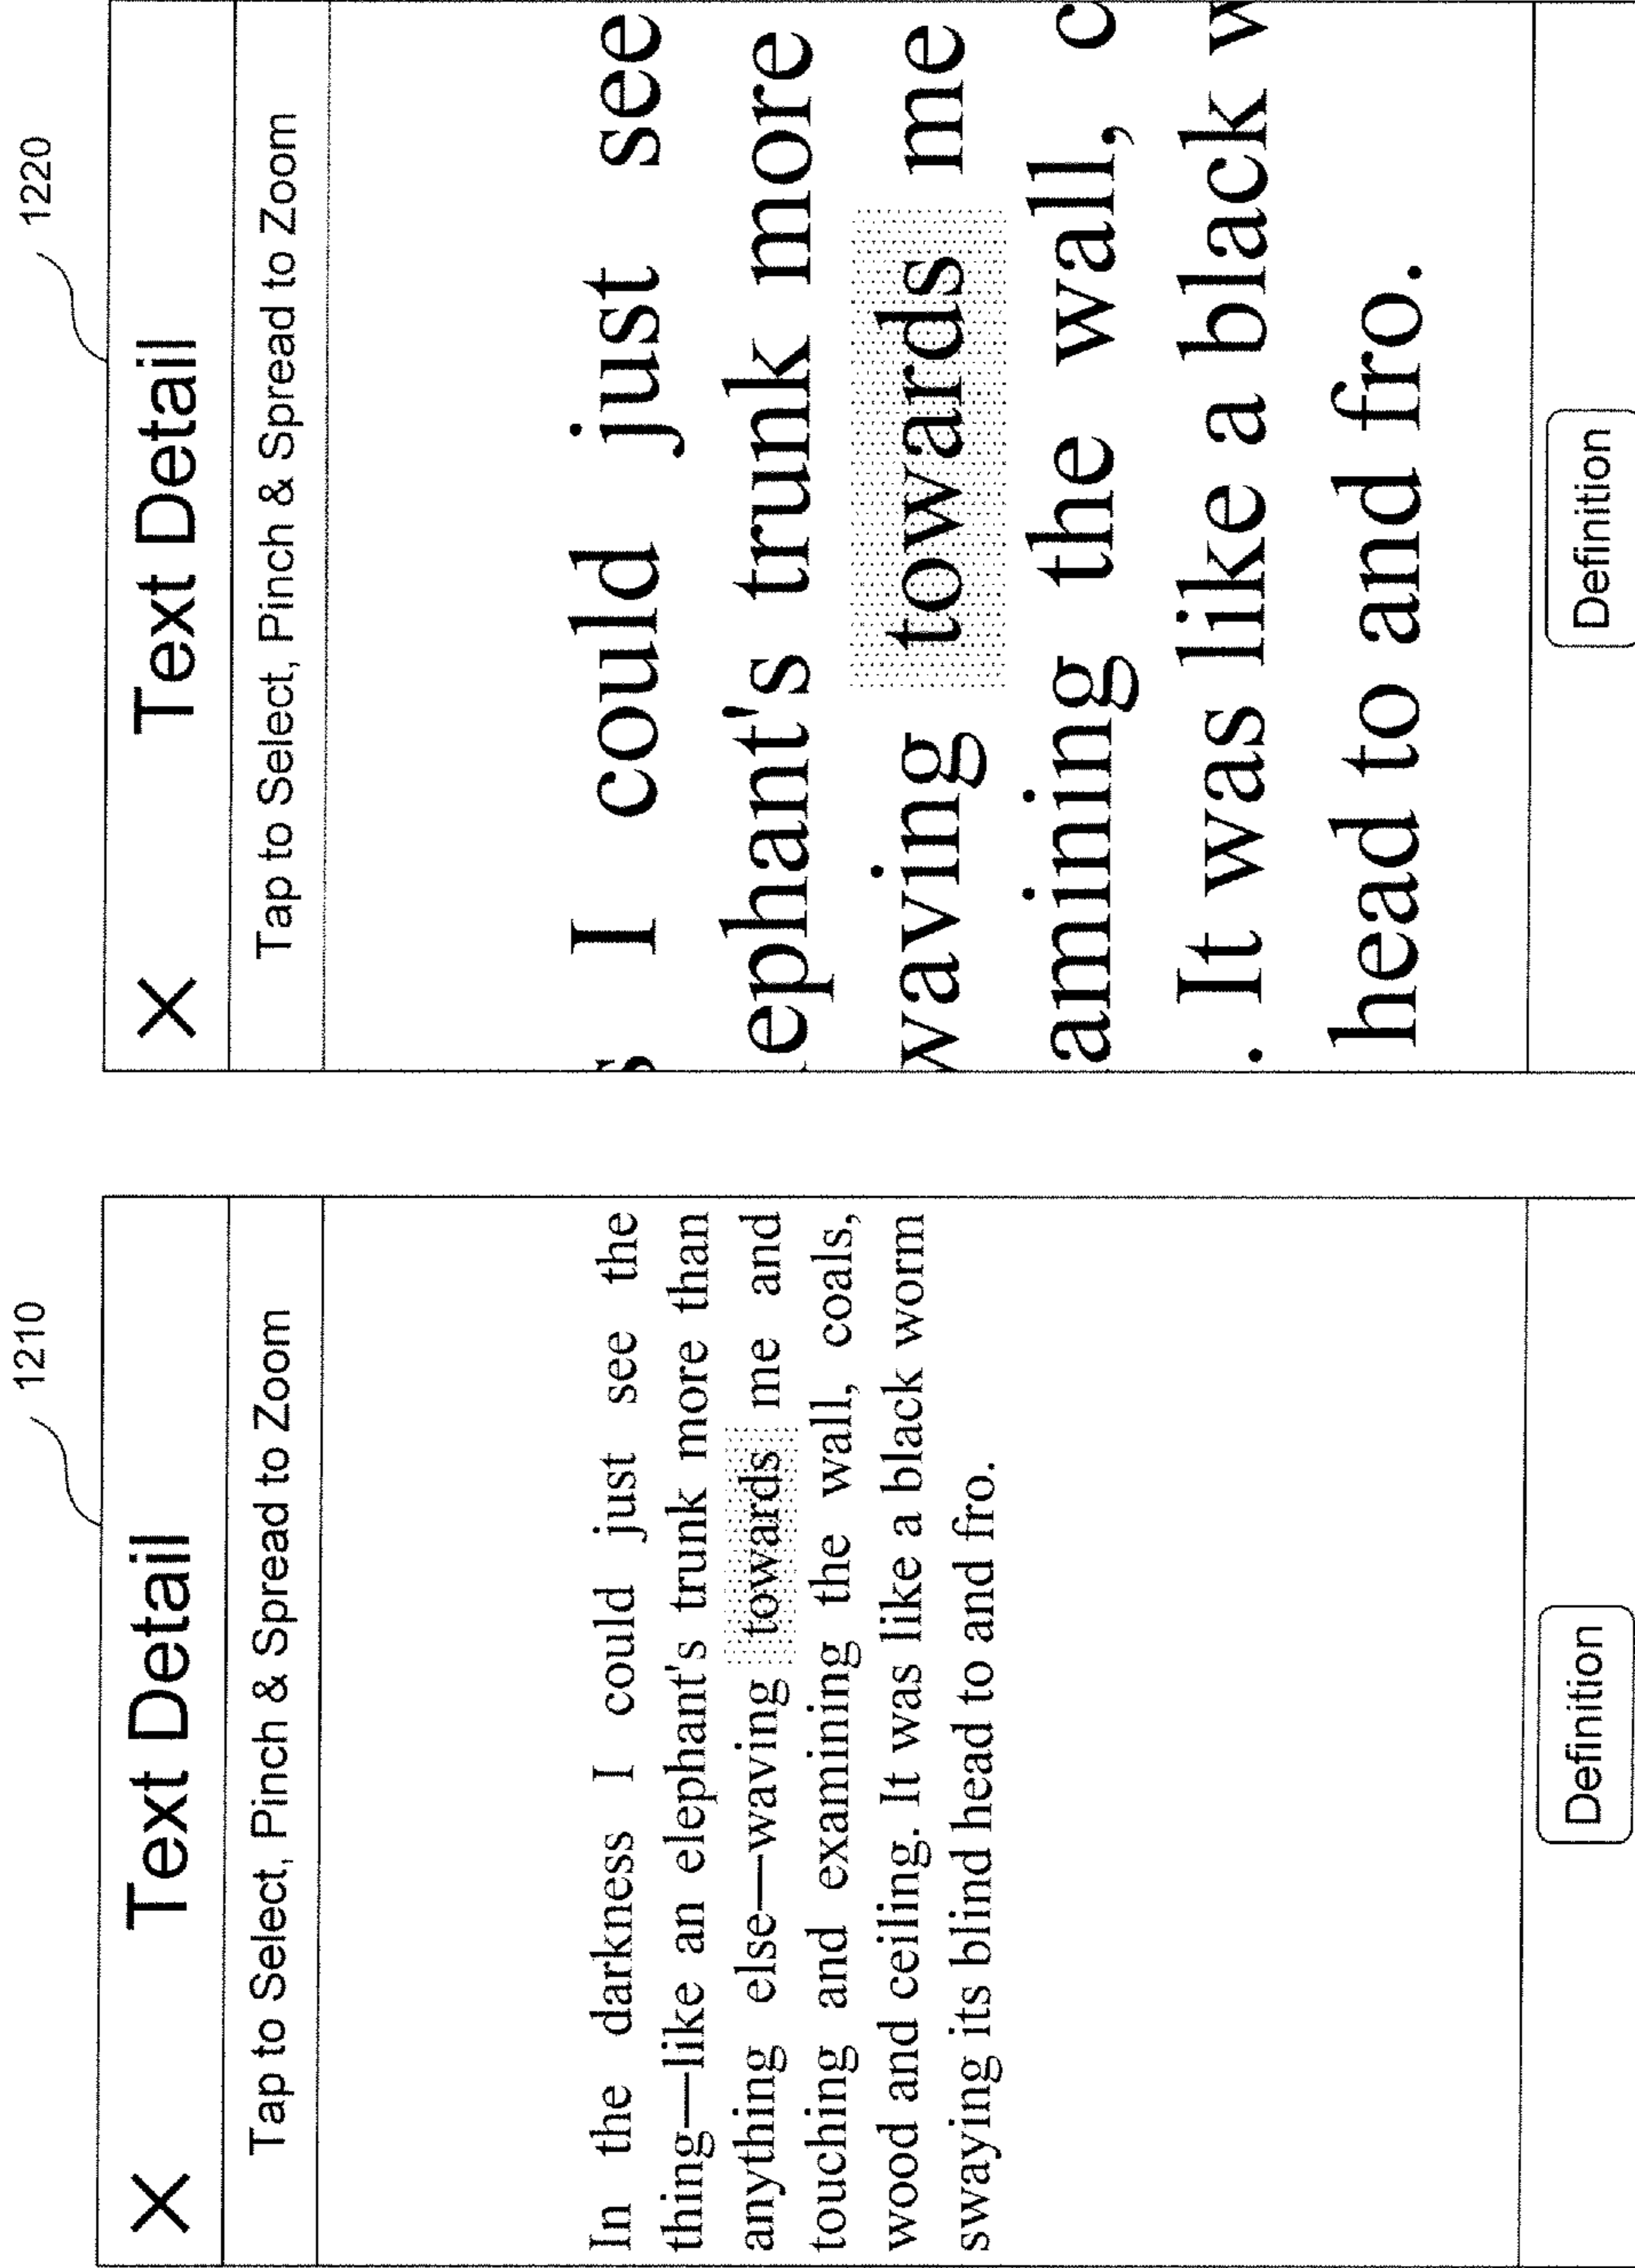 1210
X Text Detail
Tap to Select, Pinch & Spread to Zoom
In the darkness I could just see the
thing—like an elephant's trunk more than
anything else—waving towards me and
touching and examining the wall, coals,
wood and ceiling. It was like a black worm
swaying its blind head to and fro.
Definition
1220
X Text Detail
Tap to Select, Pinch & Spread to Zoom
s I could just see
ephant's trunk more
waving towards me
amining the wall, c
. It was like a black w
head to and fro.
Definition